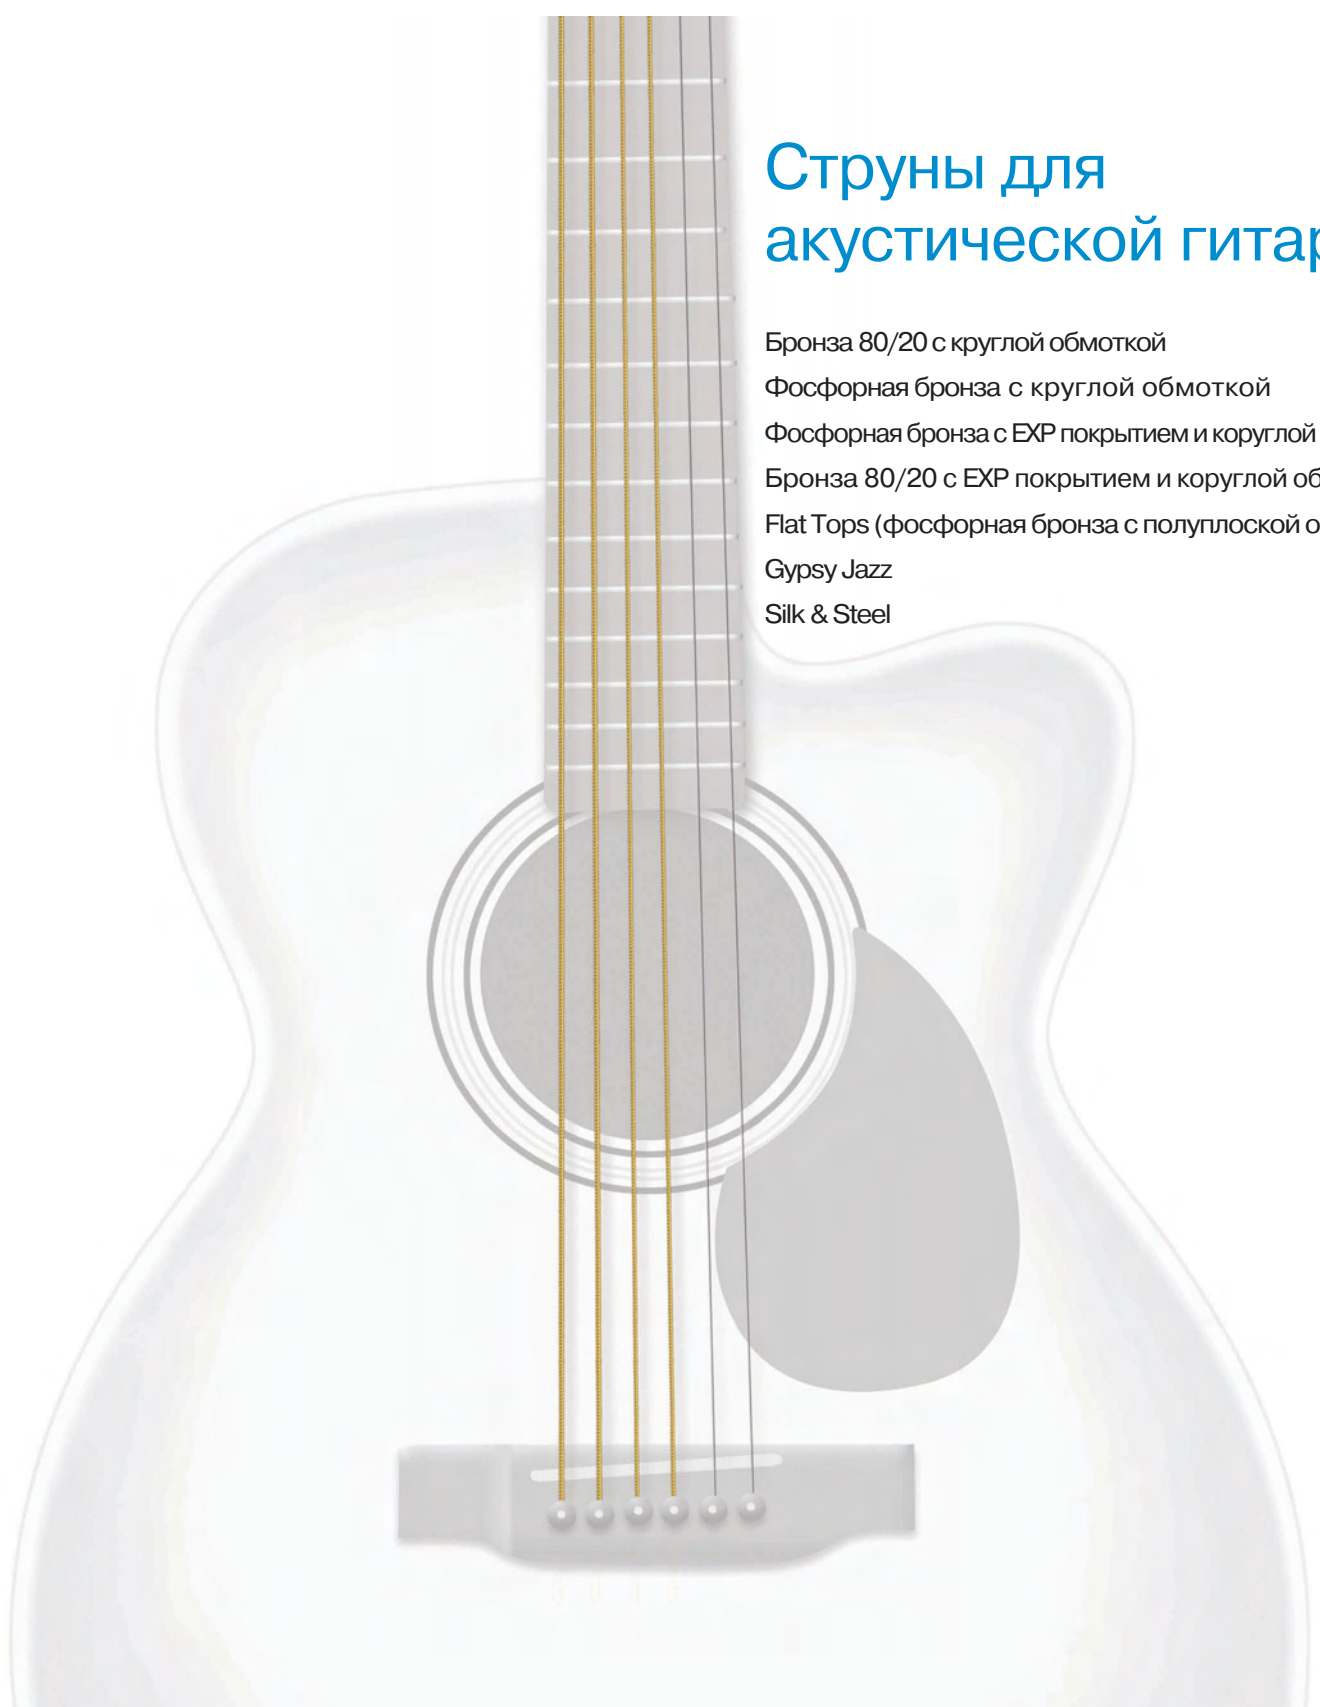 Струны для
акустической гитар
Бронза 80/20 с круглой обмоткой
Фосфорная бронза с круглой обмоткой
Фосфорная бронза с EXP покрытием и коруглой
Бронза 80/20 с EXP покрытием и коруглой об
Flat Tops (фосфорная бронза с полуплоской о
Gypsy Jazz
Silk & Steel